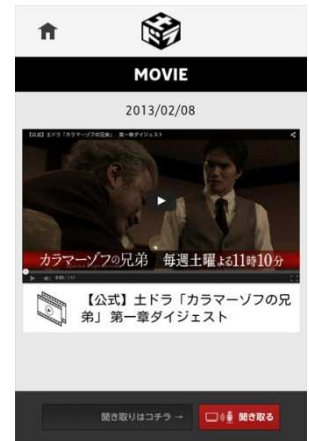 土ドラ
MOVIE
2013/02/08
【公式】土ドラ「カラマーゾフの兄弟」 第一章ダイジェスト
カラマーゾフの兄弟 毎週土曜よる11時10分
【公式】土ドラ「カラマーゾフの兄
弟」 第一章ダイジェスト
聞き取りはコチラ →
聞き取る